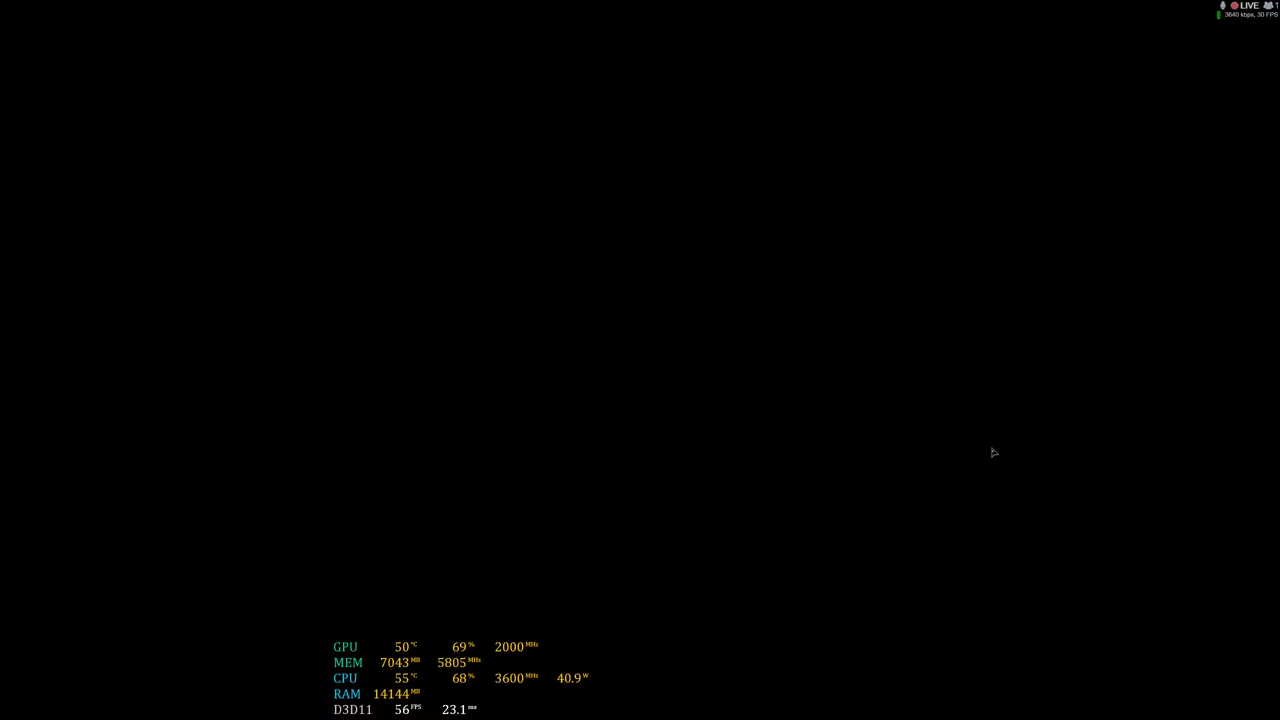 LIVE 1
3640 kbps, 30 FPS
GPU 50°C 69% 2000MHz
MEM 7043MB 5805MHz
CPU 55°C 68% 3600MHz 40.9W
RAM 14144MB
D3D11 56FPS 23.1ms